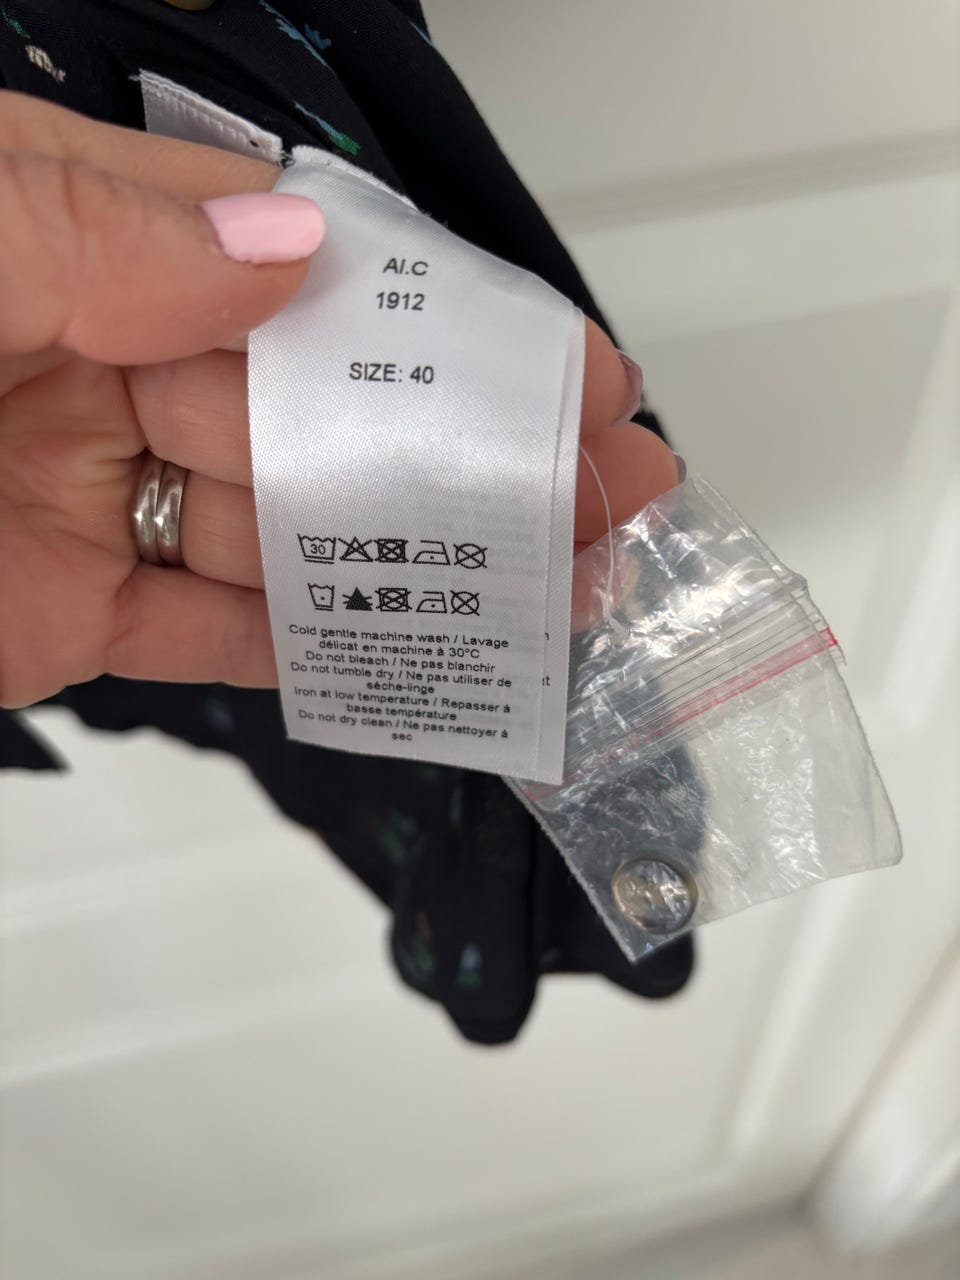 AI.C
1912
SIZE: 40
30
Cold gentle machine wash / Lavage
délicat en machine à 30°C
Do not bleach / Ne pas blanchir
Do not tumble dry / Ne pas utiliser de
sèche-linge
Iron at low temperature / Repasser à
basse température
Do not dry clean / Ne pas nettoyer à
sec